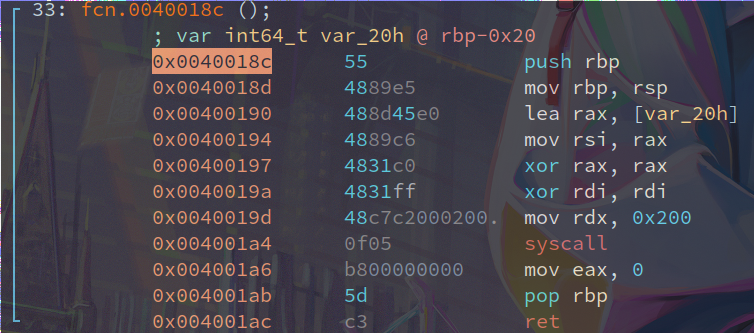 33: fcn.0040018c ();
; var int64_t var_20h @ rbp-0x20
0x0040018c 55 push rbp
0x0040018d 4889e5 mov rbp, rsp
0x00400190 488d45e0 lea rax, [var_20h]
0x00400194 4889c6 mov rsi, rax
0x00400197 4831c0 xor rax, rax
0x0040019a 4831ff xor rdi, rdi
0x0040019d 48c7c2000200. mov rdx, 0x200
0x004001a4 0f05 syscall
0x004001a6 b800000000 mov eax, 0
0x004001ab 5d pop rbp
0x004001ac c3 ret